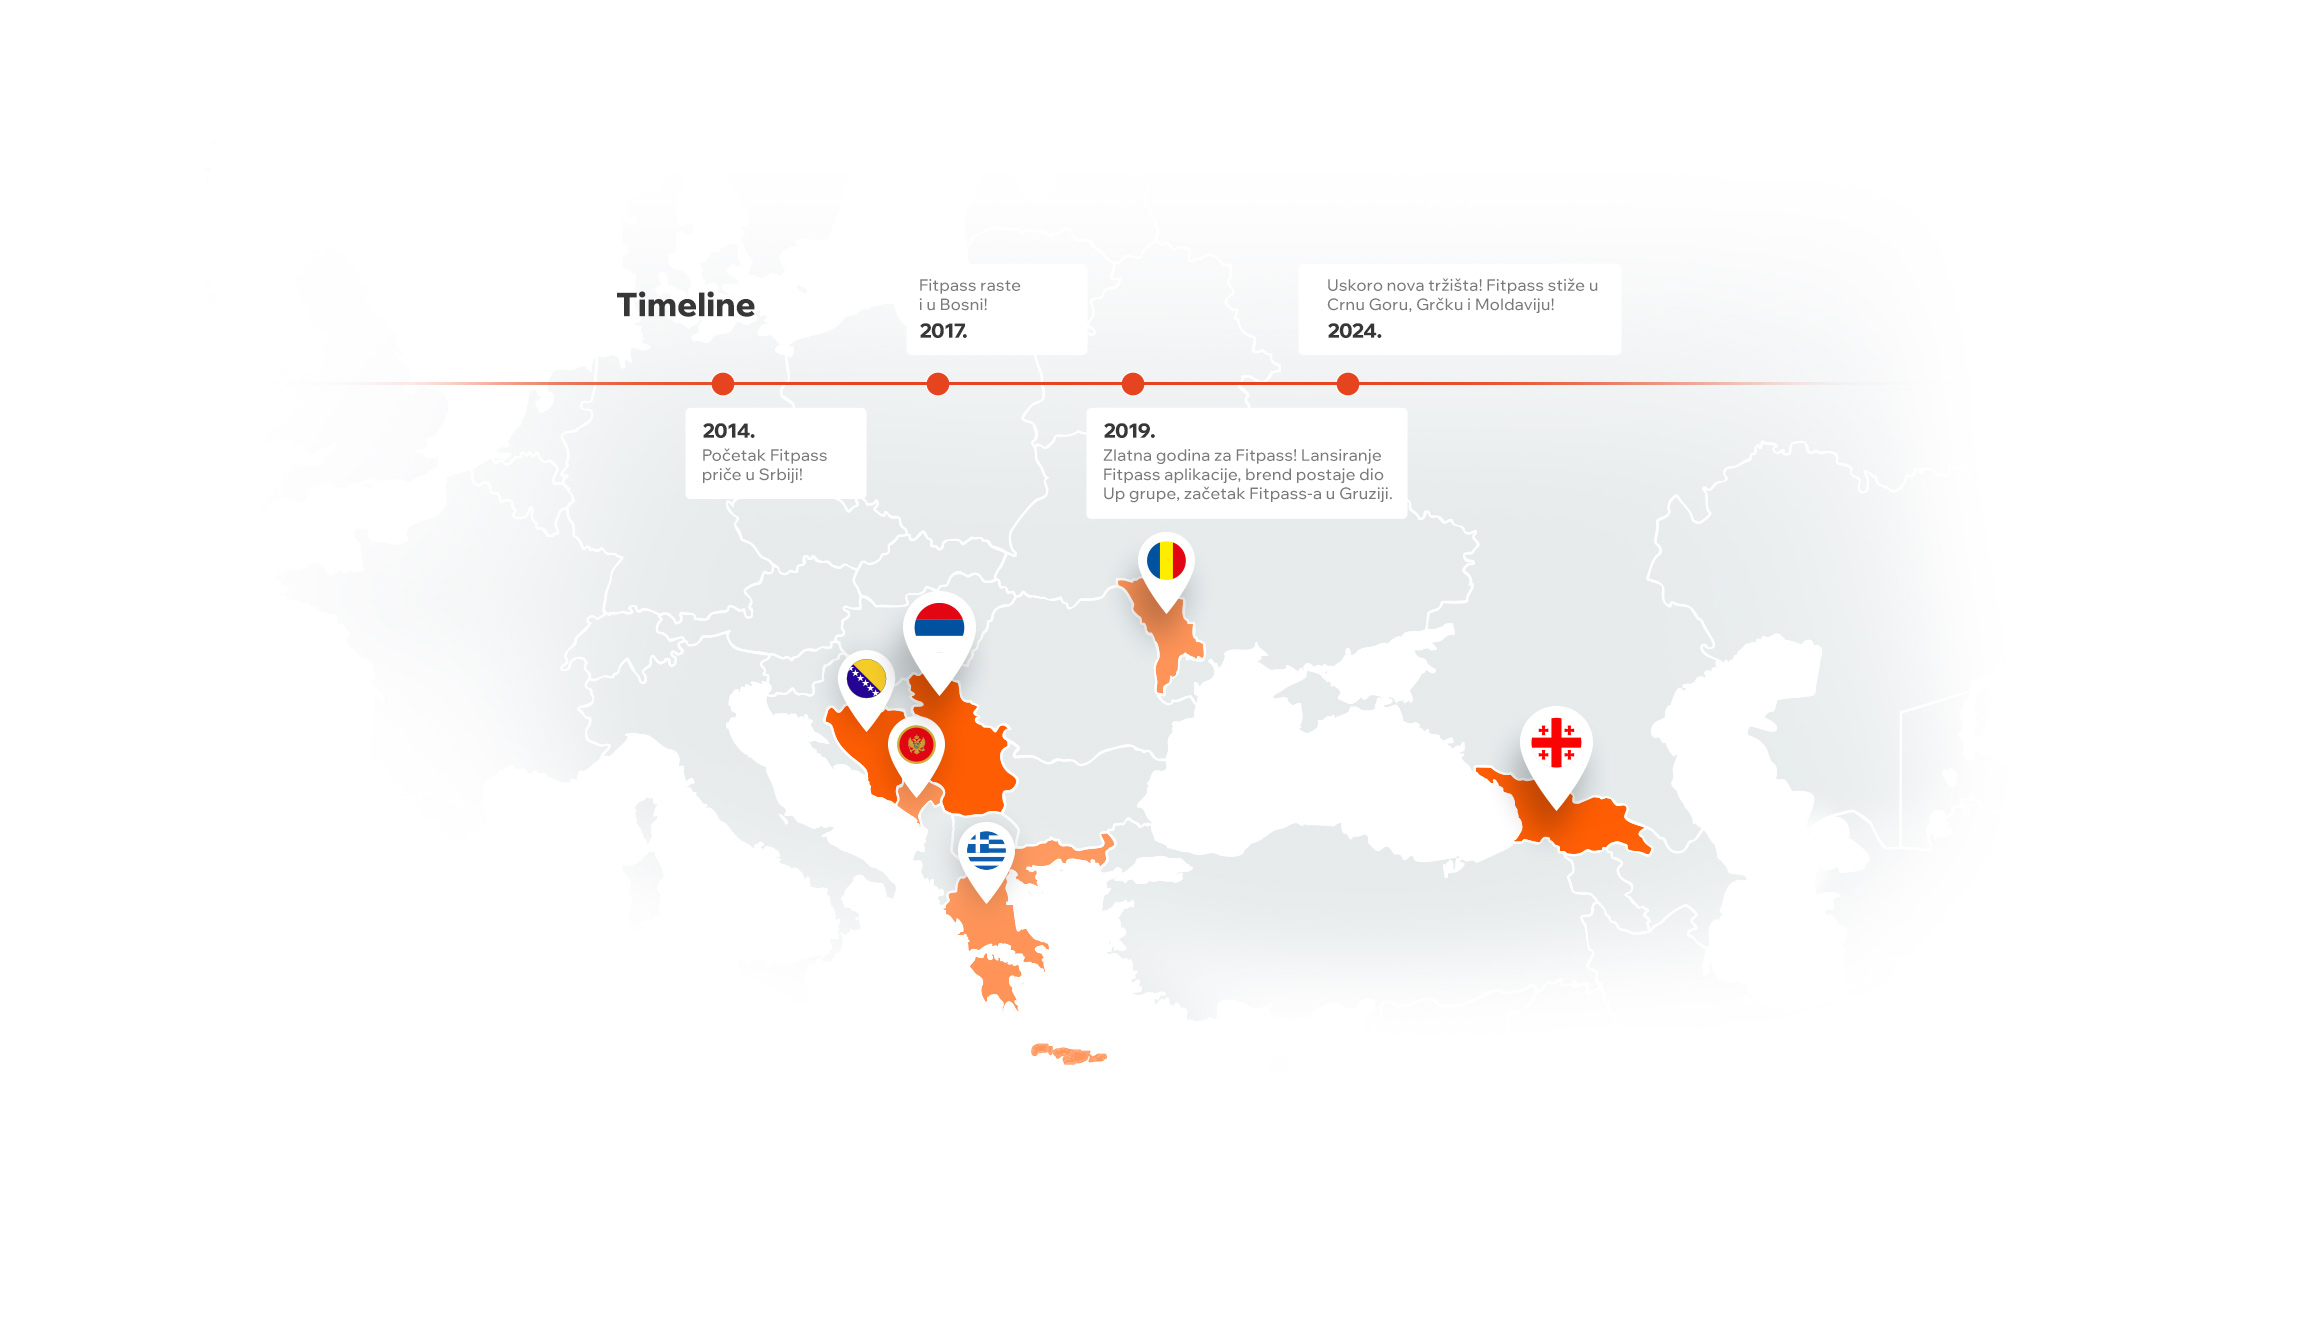 Timeline
Fitpass raste
i u Bosni!
2017.
Uskoro nova tržišta! Fitpass stiže u
Crnu Goru, Grčku i Moldaviju!
2024.
2014.
Početak Fitpass
priče u Srbiji!
2019.
Zlatna godina za Fitpass! Lansiranje
Fitpass aplikacije, brend postaje dio
Up grupe, začetak Fitpass-a u Gruziji.